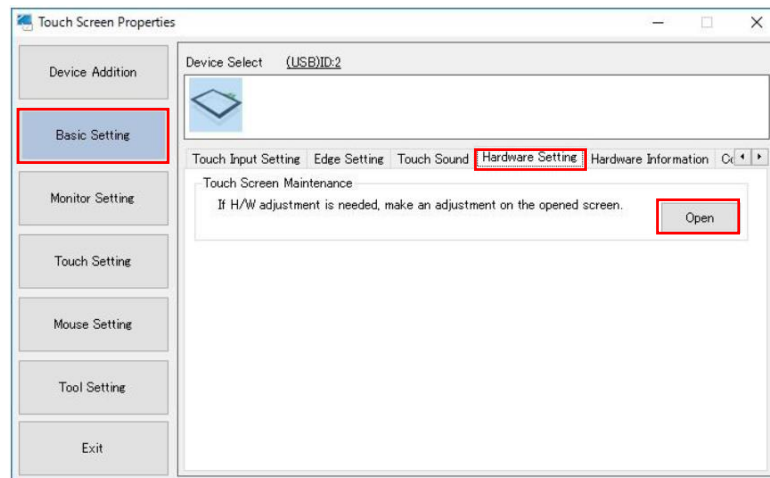 Touch Screen Properties
Device Addition
Basic Setting
Monitor Setting
Touch Setting
Mouse Setting
Tool Setting
Exit
Device Select (USB)ID:2
Touch Input Setting Edge Setting Touch Sound Hardware Setting Hardware Information
Touch Screen Maintenance
If H/W adjustment is needed, make an adjustment on the opened screen.
Open